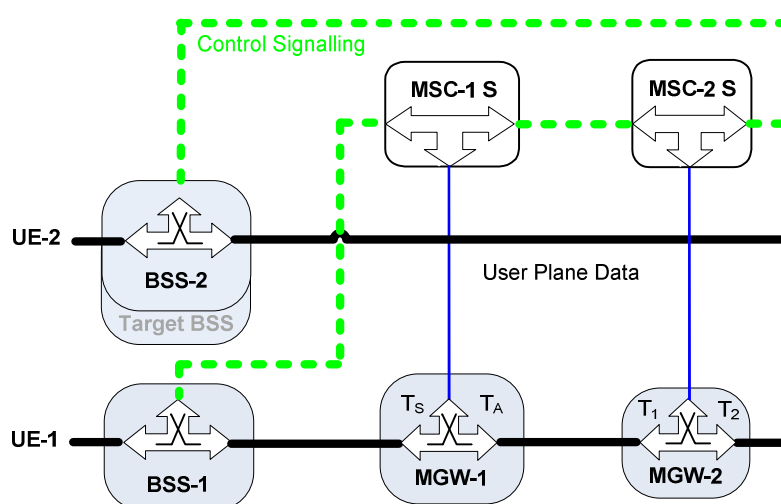 Control Signalling
MSC-1 S
MSC-2 S
UE-2
BSS-2
User Plane Data
Target BSS
TS
TA
T1
T2
UE-1
BSS-1
MGW-1
MGW-2